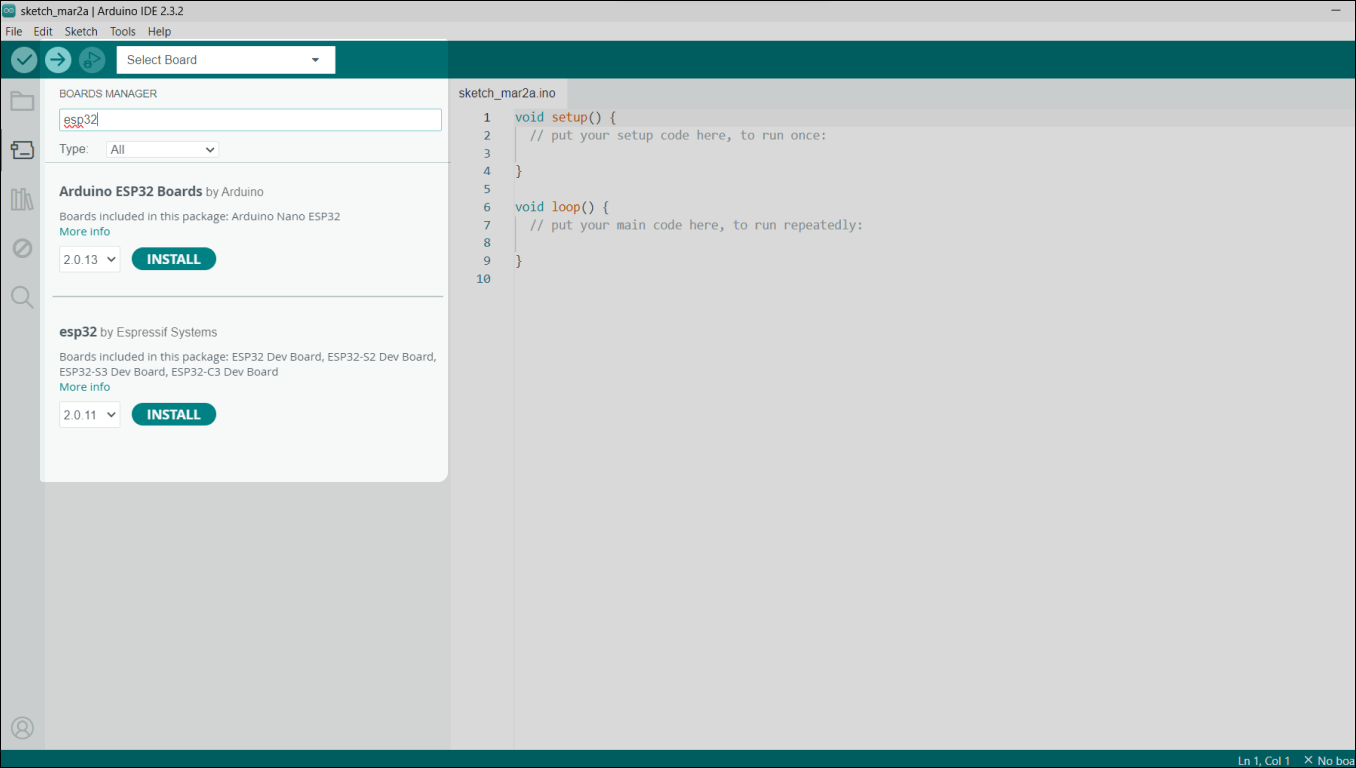 sketch_mar2a | Arduino IDE 2.3.2
File Edit Sketch Tools Help
Select Board
BOARDS MANAGER
esp32
Type: All
Arduino ESP32 Boards by Arduino
Boards included in this package: Arduino Nano ESP32
More info
2.0.13 INSTALL
esp32 by Espressif Systems
Boards included in this package: ESP32 Dev Board, ESP32-S2 Dev Board,
ESP32-S3 Dev Board, ESP32-C3 Dev Board
More info
2.0.11 INSTALL
sketch_mar2a.ino
1 void setup() {
2 // put your setup code here, to run once:
3
4 }
5
6 void loop() {
7 // put your main code here, to run repeatedly:
8
9 }
10
Ln 1, Col 1 × No boa